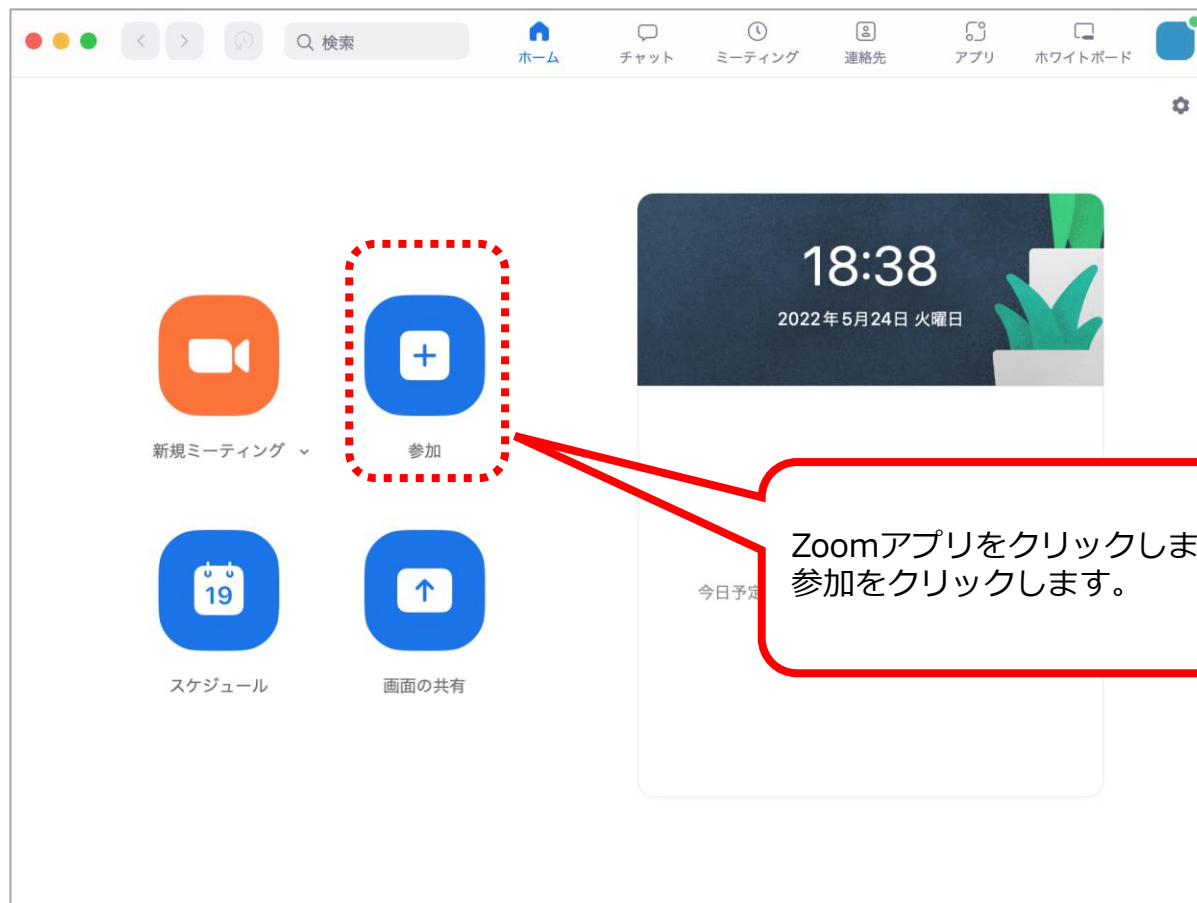 検索
ホーム
チャット
ミーティング
連絡先
アプリ
ホワイトボード
18:38
2022年5月24日 火曜日
新規ミーティング
参加
Zoomアプリをクリックしま
参加をクリックします。
今日予定
19
スケジュール
画面の共有